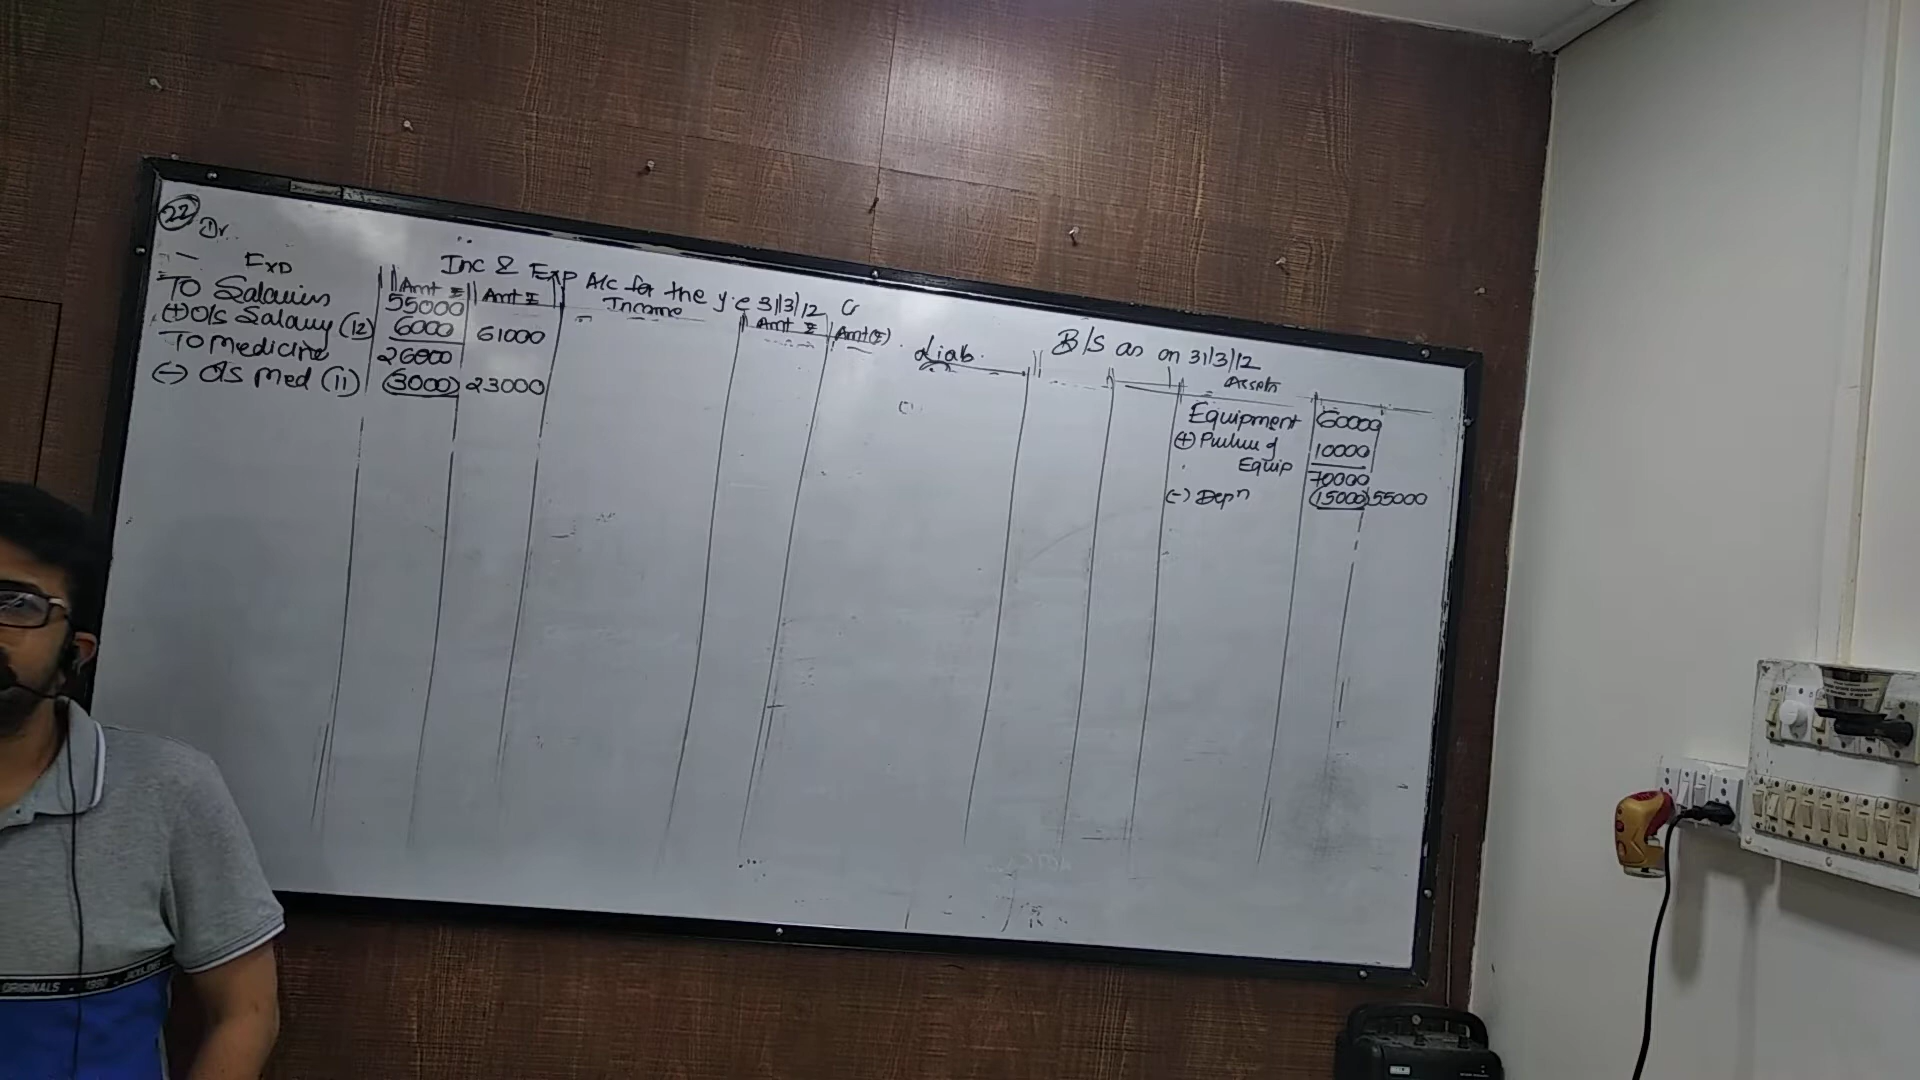 22
Dr.
Inc & Exp A/c for the y.e 31/3/12 Cr
Exp Amt ₹ Amt ₹ Income Amt ₹ Amt(₹)
To Salaries 55000
(+) O/s Salary (12) 6000 61000
To Medicine 26000
(-) O/S Med (11) (3000) 23000
B/S as on 31/3/12
Liab. Assets
Equipment 60000
(+)
Equip 10000
70000
(-) Depn (15000) 55000
ORIGINALS